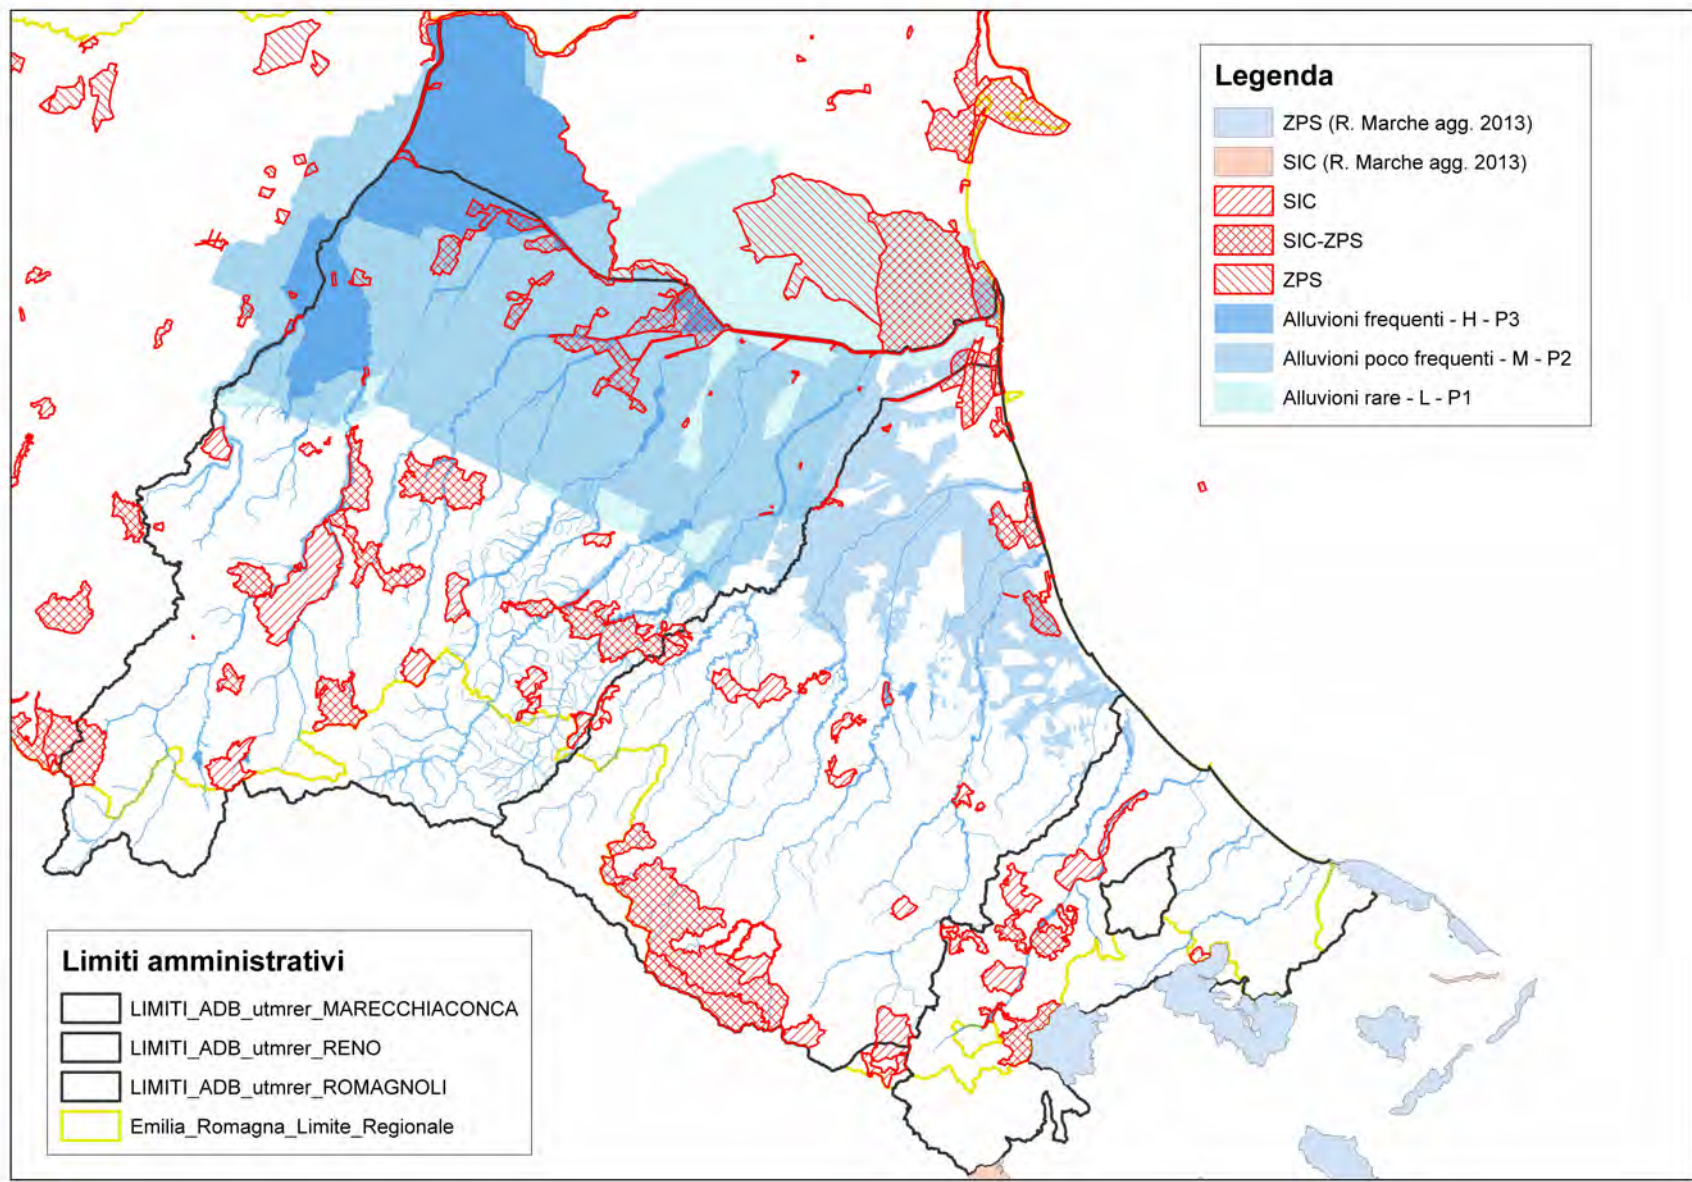 Legenda
ZPS (R. Marche agg. 2013)
SIC (R. Marche agg. 2013)
SIC
SIC-ZPS
ZPS
Alluvioni frequenti - H - P3
Alluvioni poco frequenti - M - P2
Alluvioni rare - L - P1
Limiti amministrativi
LIMITI_ADB_utmrer_MARECCHIACONCA
LIMITI_ADB_utmrer_RENO
LIMITI_ADB_utmrer_ROMAGNOLI
Emilia_Romagna_Limite_Regionale